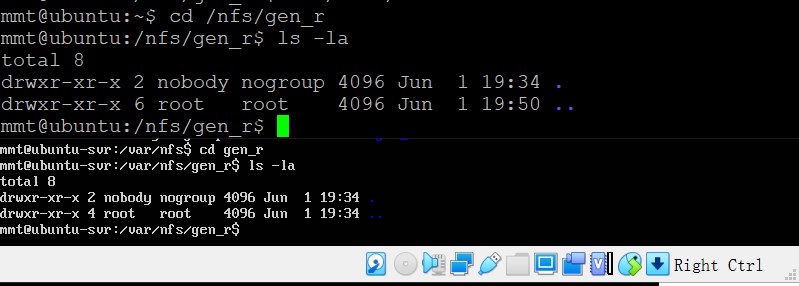 mmt@ubuntu:~$ cd /nfs/gen_r
mmt@ubuntu:/nfs/gen_r$ ls -la
total 8
drwxr-xr-x 2 nobody nogroup 4096 Jun  1 19:34 .
drwxr-xr-x 6 root   root    4096 Jun  1 19:50 ..
mmt@ubuntu:/nfs/gen_r$
mmt@ubuntu-svr:/var/nfs$ cd gen_r
mmt@ubuntu-svr:/var/nfs/gen_r$ ls -la
total 8
drwxr-xr-x 2 nobody nogroup 4096 Jun  1 19:34 .
drwxr-xr-x 4 root   root    4096 Jun  1 19:34 ..
mmt@ubuntu-svr:/var/nfs/gen_r$
Right Ctrl